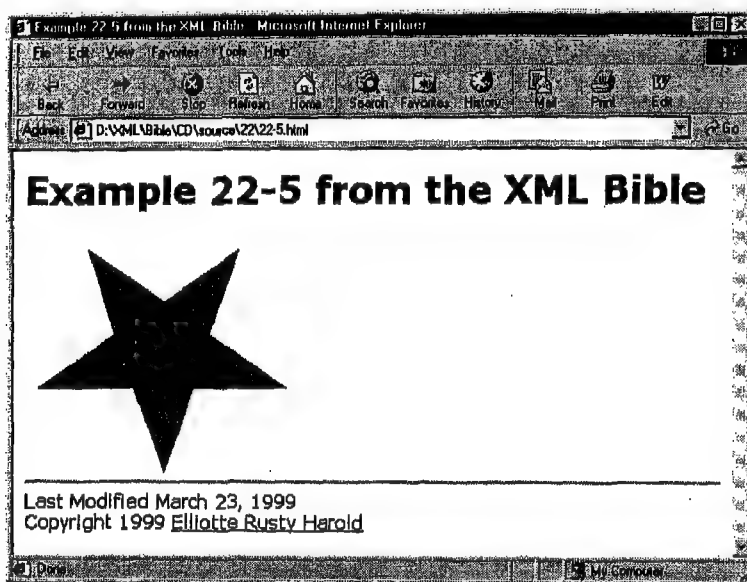 Example 22-5 from the XML Bible - Microsoft Internet Explorer
File Edit View Favorites Tools Help
Back Forward Stop Refresh Home Search Favorites History Mail Print Edit
Address D:\XML\Bible\CD\source\22\22-5.html Go
Example 22-5 from the XML Bible
Last Modified March 23, 1999
Copyright 1999 Elliotte Rusty Harold
Done My Computer